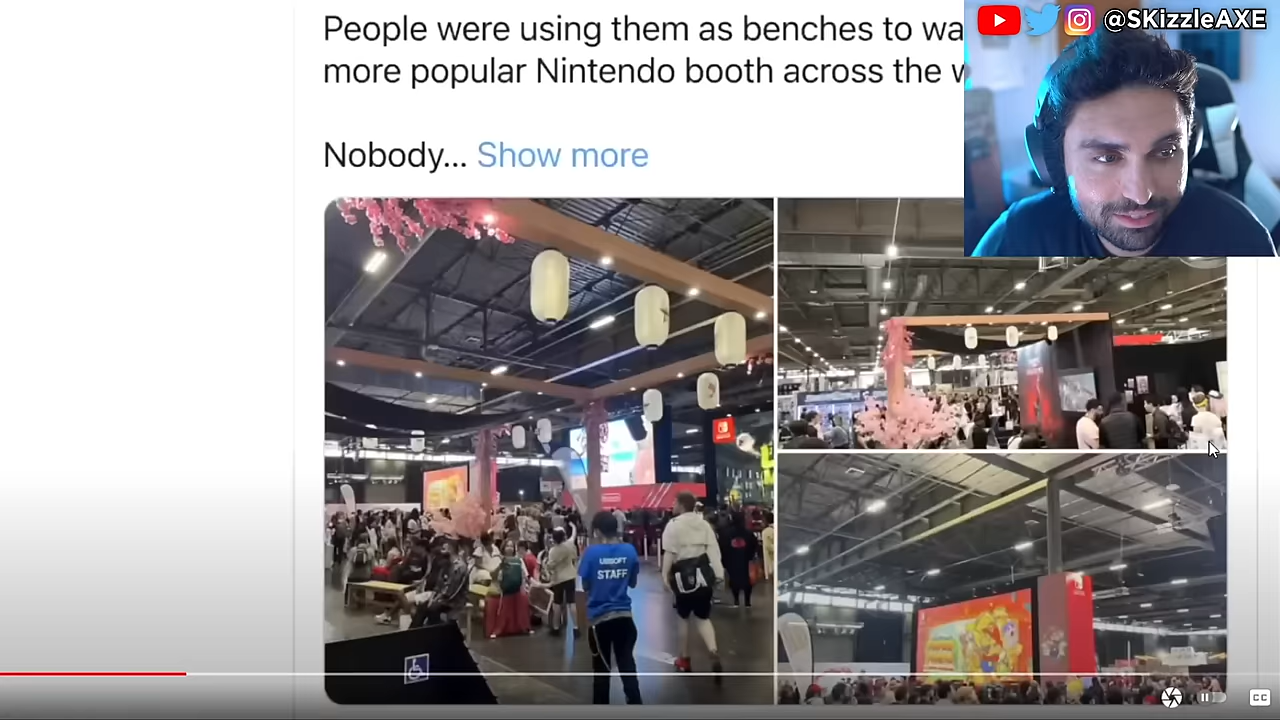 People were using them as benches to wa
more popular Nintendo booth across the w
@SKizzleAXE
Nobody... Show more
UBISOFT
STAFF
CC